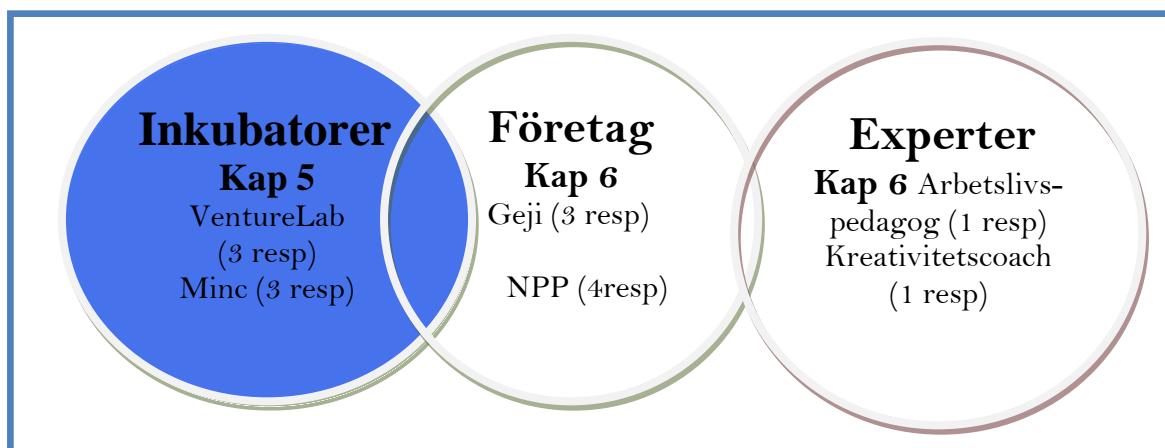 Inkubatorer
Kap 5
VentureLab
(3 resp)
Minc (3 resp)
Företag
Kap 6
Geji (3 resp)
NPP (4resp)
Experter
Kap 6 Arbetslivs-
pedagog (1 resp)
Kreativitetscoach
(1 resp)